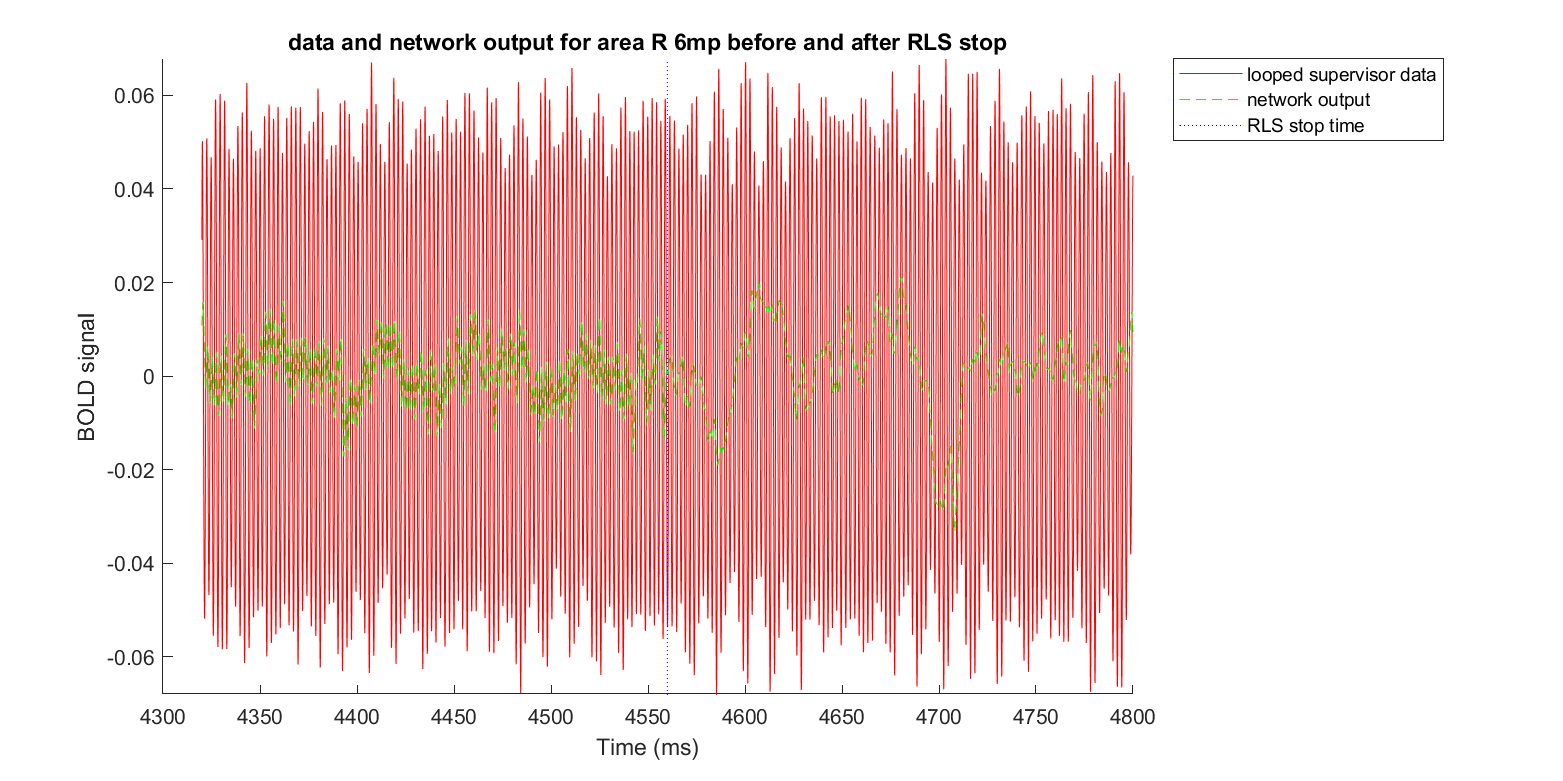 data and network output for area R 6mp before and after RLS stop
looped supervisor data
network output
RLS stop time
0.06
0.04
0.02
0
-0.02
-0.04
-0.06
BOLD signal
4300 4350 4400 4450 4500 4550 4600 4650 4700 4750 4800
Time (ms)